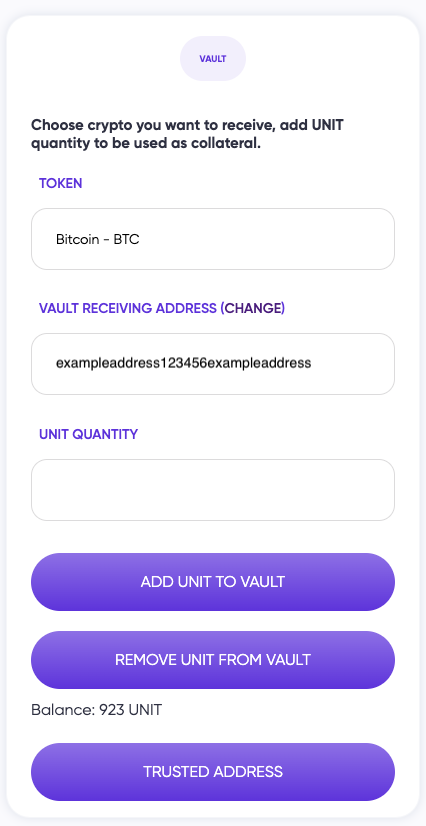 VAULT
Choose crypto you want to receive, add UNIT
quantity to be used as collateral.
TOKEN
Bitcoin - BTC
VAULT RECEIVING ADDRESS (CHANGE)
exampleaddress123456exampleaddress
UNIT QUANTITY
ADD UNIT TO VAULT
REMOVE UNIT FROM VAULT
Balance: 923 UNIT
TRUSTED ADDRESS